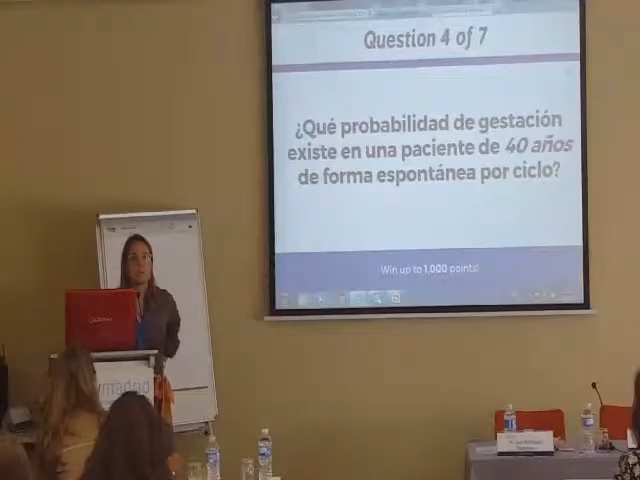 Question 4 of 7
¿Qué probabilidad de gestación
existe en una paciente de 40 años
de forma espontánea por ciclo?
Win up to 1,000 points!
madrid